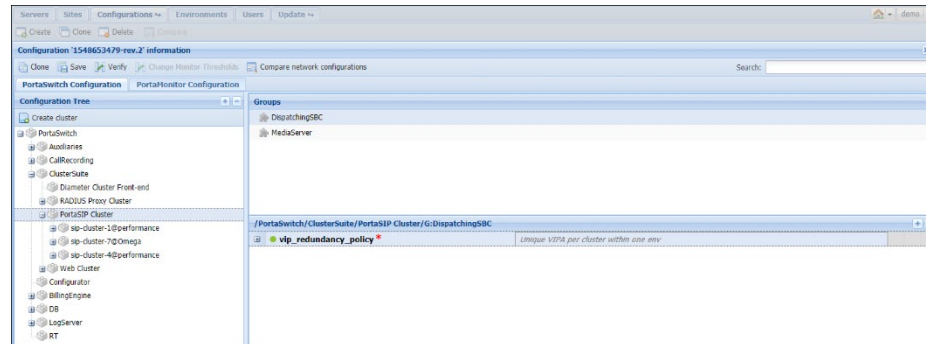 Servers Sites Configurations Environments Users Update demo
Create Clone Delete Compare
Configuration '1548653479-rev.2' information
Clone Save Verify Change Monitor Thresholds Compare network configurations Search:
PortaSwitch Configuration PortaMonitor Configuration
Configuration Tree
Create cluster
PortaSwitch
Auxiliaries
CallRecording
ClusterSuite
Diameter Cluster Front-end
RADIUS Proxy Cluster
PortaSIP Cluster
sip-cluster-1@performance
sip-cluster-7@Omega
sip-cluster-4@performance
Web Cluster
Configurator
BillingEngine
DB
LogServer
RT
Groups
DispatchingSBC
MediaServer
/PortaSwitch/ClusterSuite/PortaSIP Cluster/G:DispatchingSBC
vip_redundancy_policy * Unique VIPA per cluster within one env